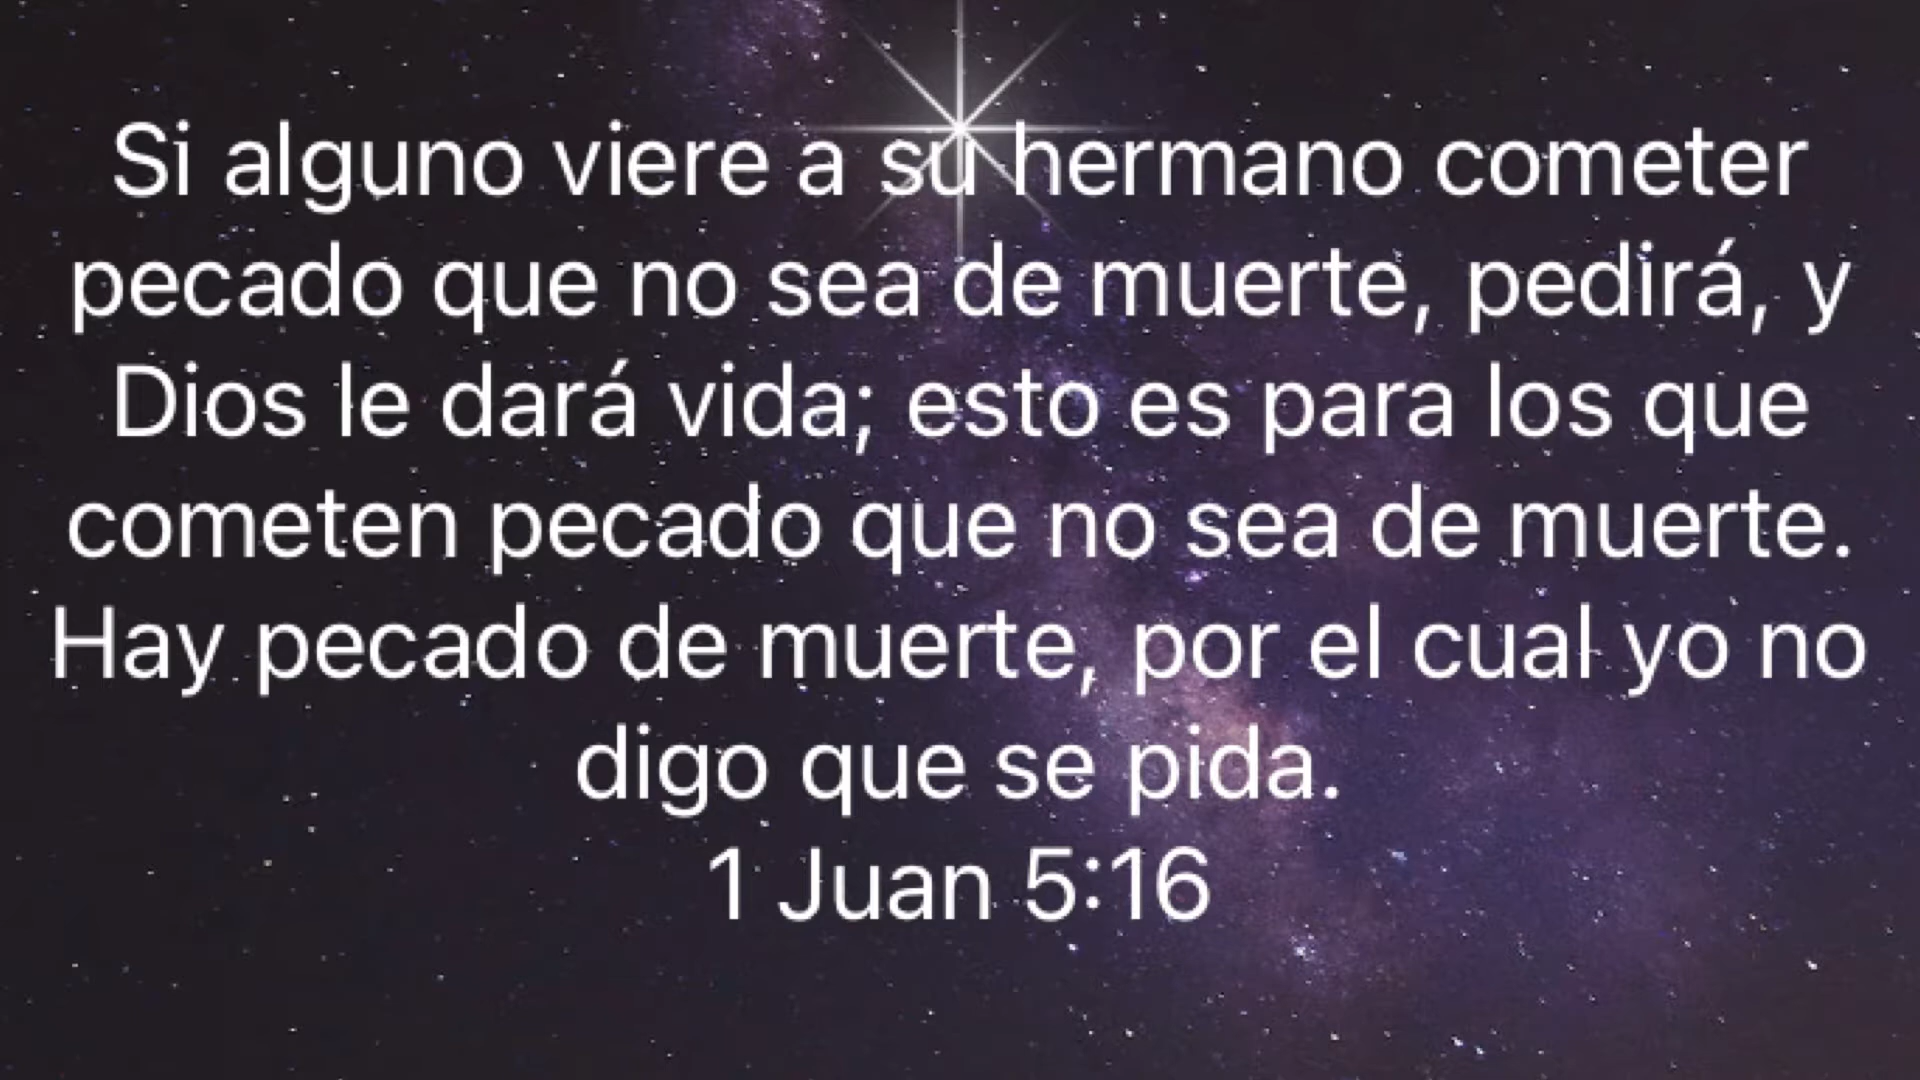 Si alguno viere a su hermano cometer
pecado que no sea de muerte, pedirá, y
Dios le dará vida; esto es para los que
cometen pecado que no sea de muerte.
Hay pecado de muerte, por el cual yo no
digo que se pida.
1 Juan 5:16